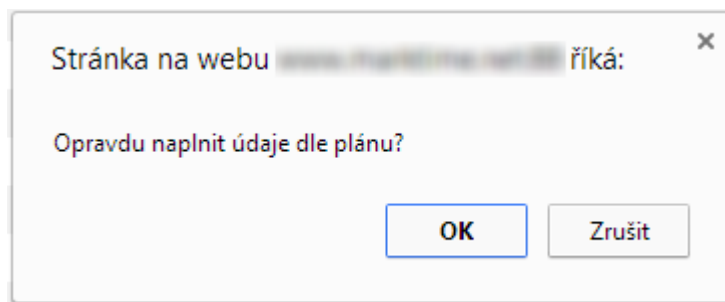 Stránka na webu říká:
Opravdu naplnit údaje dle plánu?
OK
Zrušit